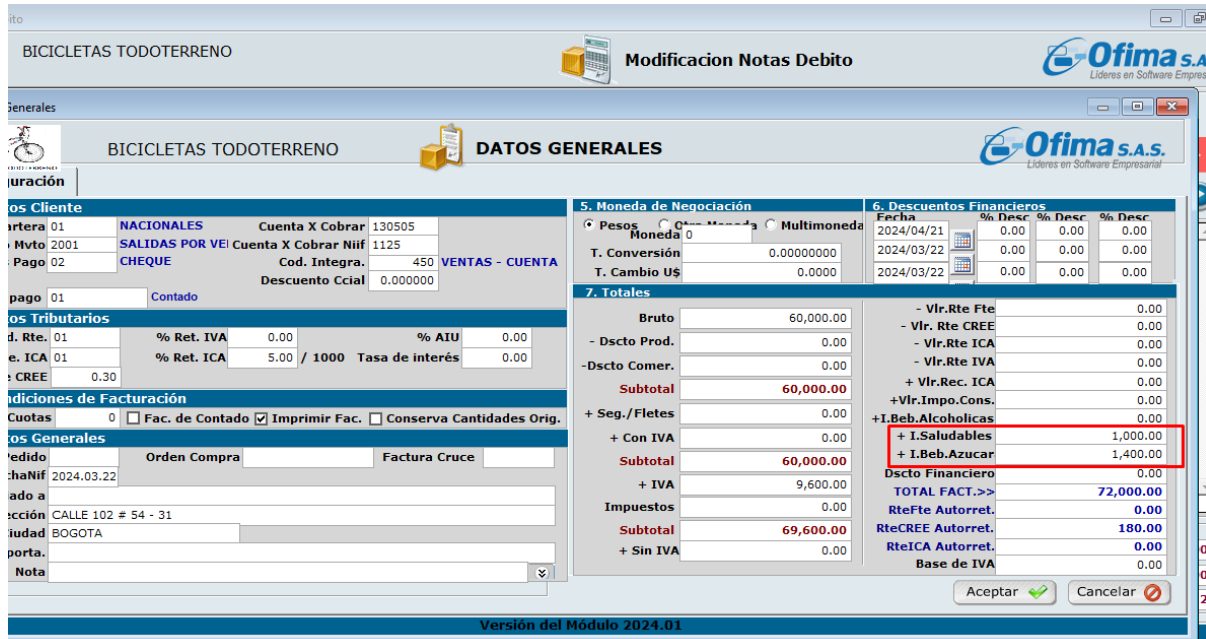 ito
BICICLETAS TODOTERRENO
Modificacion Notas Debito
Ofima S.A
Líderes en Software Empres
Generales
BICICLETAS TODOTERRENO
DATOS GENERALES
Ofima S.A.S.
Líderes en Software Empresarial
guración
tos Cliente
artera 01 NACIONALES Cuenta X Cobrar 130505
Mvto 2001 SALIDAS POR VE Cuenta X Cobrar Niif 1125
Pago 02 CHEQUE Cod. Integra. 450 VENTAS - CUENTA
Descuento Ccial 0.000000
pago 01 Contado
tos Tributarios
d. Rte. 01 % Ret. IVA 0.00 % AIU 0.00
e. ICA 01 % Ret. ICA 5.00 / 1000 Tasa de interés 0.00
CREE 0.30
ndiciones de Facturación
Cuotas 0 Fac. de Contado Imprimir Fac. Conserva Cantidades Orig.
tos Generales
Pedido Orden Compra Factura Cruce
chaNif 2024.03.22
ado a
ección CALLE 102 # 54 - 31
Ciudad BOGOTA
porta.
Nota
5. Moneda de Negociación
Pesos Otra Moneda Multimoneda
Moneda 0
T. Conversión 0.00000000
T. Cambio U$ 0.0000
6. Descuentos Financieros
Fecha % Desc % Desc % Desc
2024/04/21 0.00 0.00 0.00
2024/03/22 0.00 0.00 0.00
2024/03/22 0.00 0.00 0.00
7. Totales
Bruto 60,000.00
- Dscto Prod. 0.00
-Dscto Comer. 0.00
Subtotal 60,000.00
+ Seg./Fletes 0.00
+ Con IVA 0.00
Subtotal 60,000.00
+ IVA 9,600.00
Impuestos 0.00
Subtotal 69,600.00
+ Sin IVA 0.00
- Vlr.Rte Fte 0.00
- Vlr. Rte CREE 0.00
- Vlr.Rte ICA 0.00
- Vlr.Rte IVA 0.00
+ Vlr.Rec. ICA 0.00
+Vlr.Impo.Cons. 0.00
+I.Beb.Alcoholicas 0.00
+ I.Saludables 1,000.00
+ I.Beb.Azucar 1,400.00
Dscto Financiero 0.00
TOTAL FACT.>> 72,000.00
RteFte Autorret. 0.00
RteCREE Autorret. 180.00
RteICA Autorret. 0.00
Base de IVA 0.00
Aceptar Cancelar
Versión del Módulo 2024.01